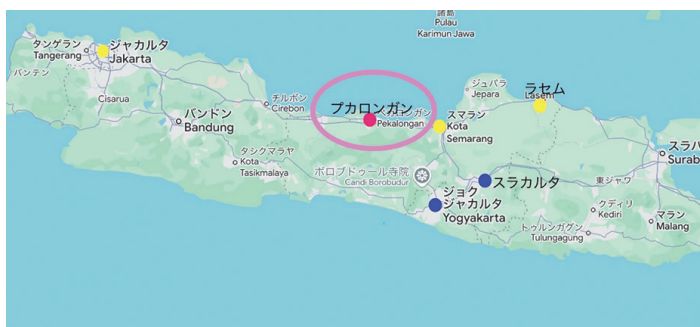 諸島
Pulau
Karimun Jawa
タンゲラン
Tangerang
ジャカルタ
Jakarta
バンテン
Cisarua
チルボン
Cirebon
バンドン
Bandung
タシクマラヤ
Kota
Tasikmalaya
プカロンガン
Pekalongan
スマラン
Kota
Semarang
ジュパラ
Jepara
ラセム
Lasem
ボロブドゥール寺院
Candi Borobudur
ジョク
ジャカルタ
Yogyakarta
スラカルタ
東ジャワ
スラバ
Surab
クディリ
Kediri
マラン
Malang
トゥルンガグン
Tulungagung